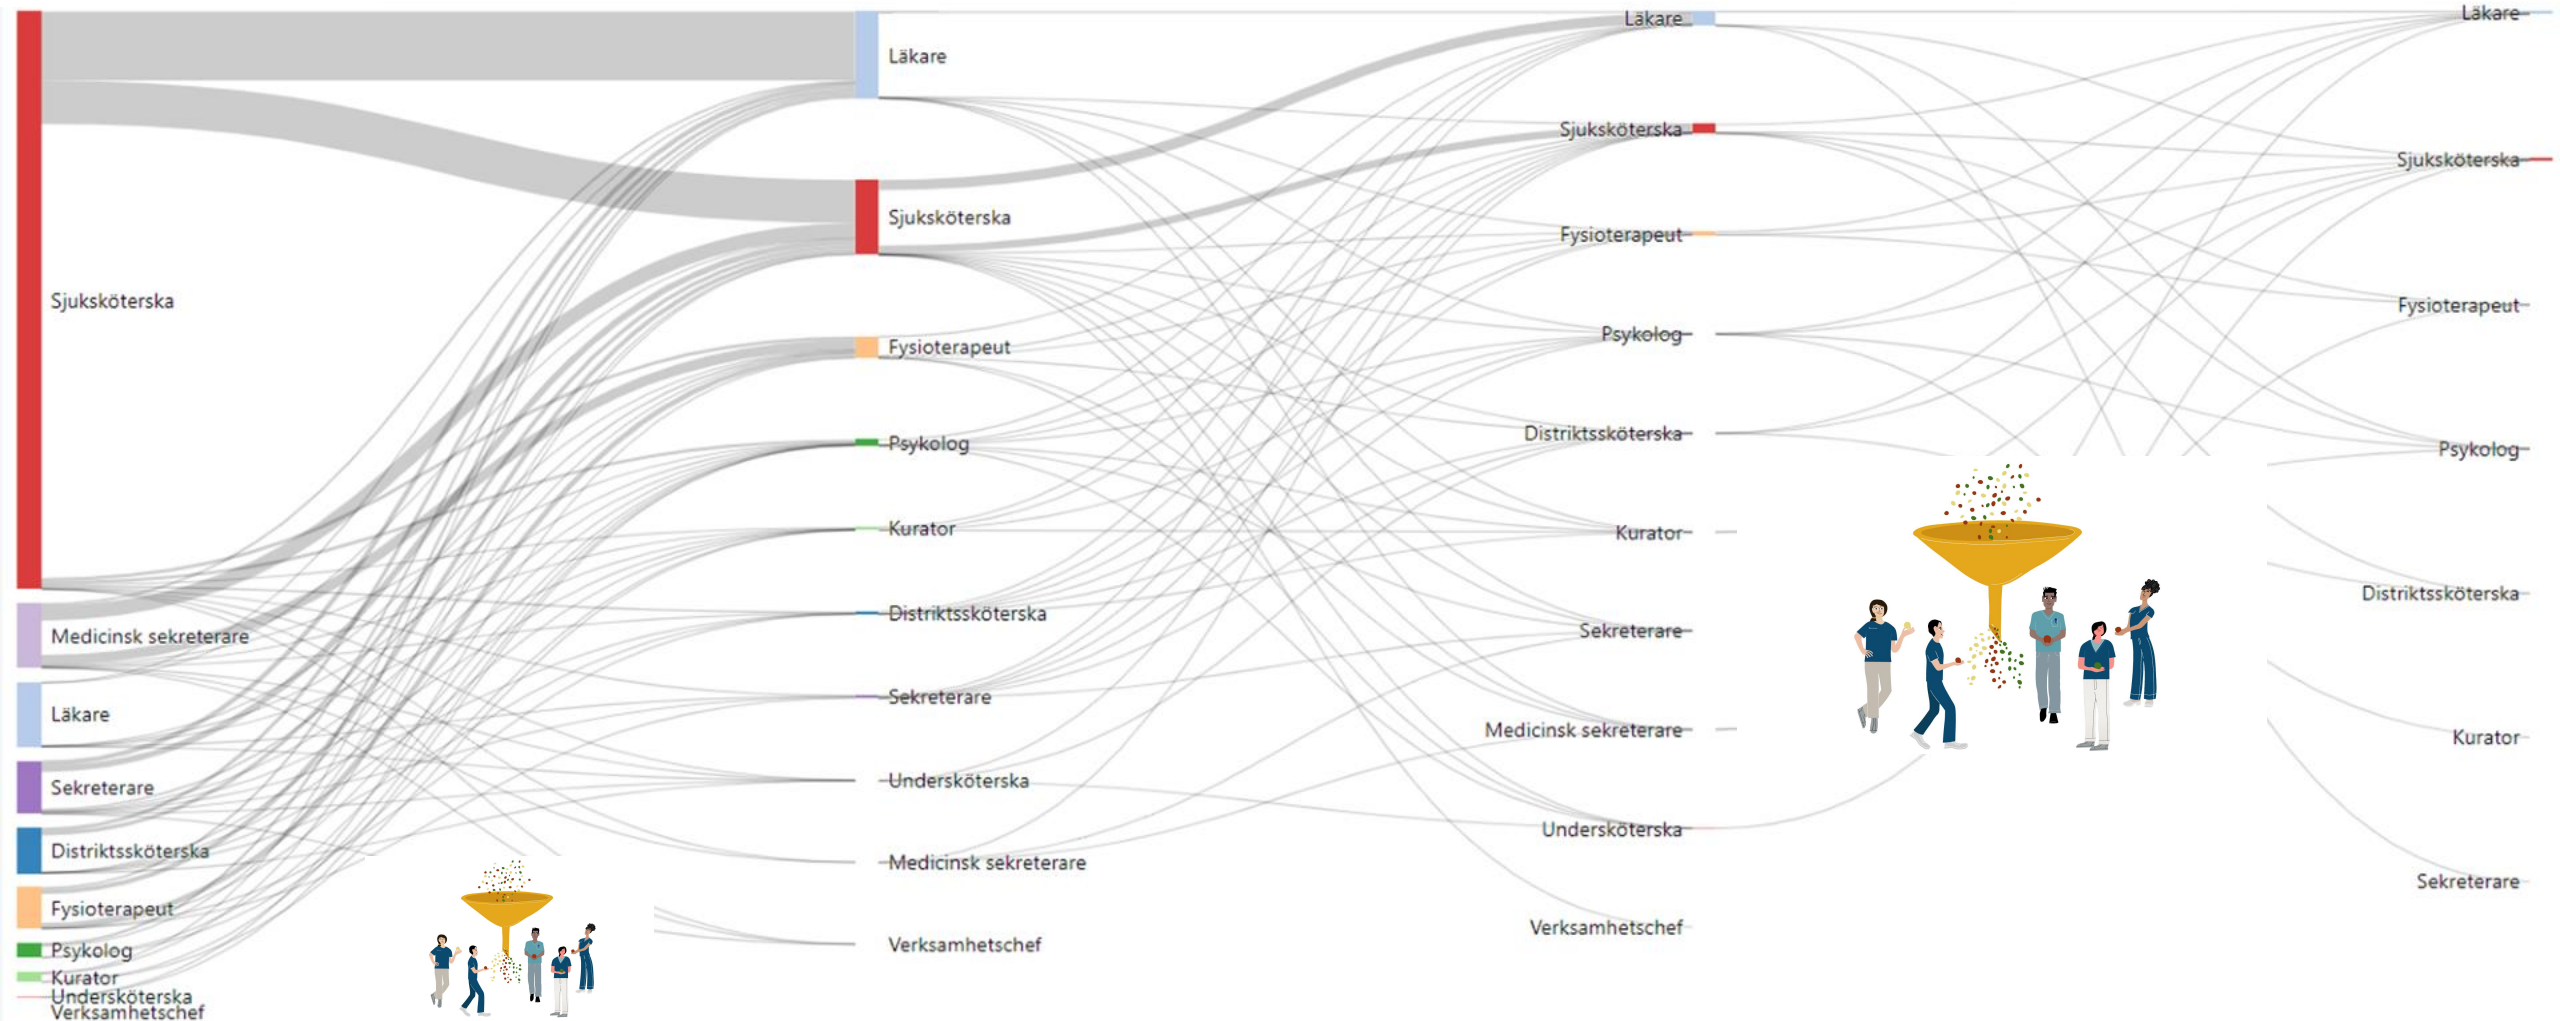 Sjuksköterska
Medicinsk sekreterare
Läkare
Sekreterare
Distriktssköterska
Fysioterapeut
Psykolog
Kurator
Undersköterska
Verksamhetschef
Läkare
Sjuksköterska
Fysioterapeut
Psykolog
Kurator
Distriktssköterska
Sekreterare
Undersköterska
Medicinsk sekreterare
Verksamhetschef
Läkare
Sjuksköterska
Fysioterapeut
Psykolog
Distriktssköterska
Kurator
Sekreterare
Medicinsk sekreterare
Undersköterska
Verksamhetschef
Läkare
Sjuksköterska
Fysioterapeut
Psykolog
Distriktssköterska
Kurator
Sekreterare